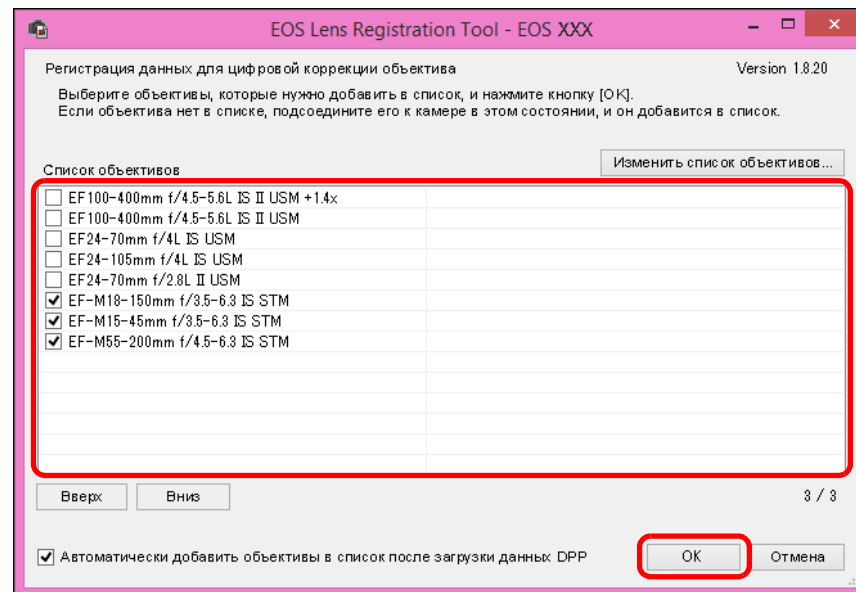 EOS Lens Registration Tool - EOS XXX
Регистрация данных для цифровой коррекции объектива
Version 1.8.20
Выберите объективы, которые нужно добавить в список, и нажмите кнопку [OK].
Если объектива нет в списке, подсоедините его к камере в этом состоянии, и он добавится в список.
Список объективов
Изменить список объективов...
EF100-400mm f/4.5-5.6L IS II USM +1.4x
EF100-400mm f/4.5-5.6L IS II USM
EF24-70mm f/4L IS USM
EF24-105mm f/4L IS USM
EF24-70mm f/2.8L II USM
EF-M18-150mm f/3.5-6.3 IS STM
EF-M15-45mm f/3.5-6.3 IS STM
EF-M55-200mm f/4.5-6.3 IS STM
Вверх
Вниз
3 / 3
Автоматически добавить объективы в список после загрузки данных DPP
OK
Отмена